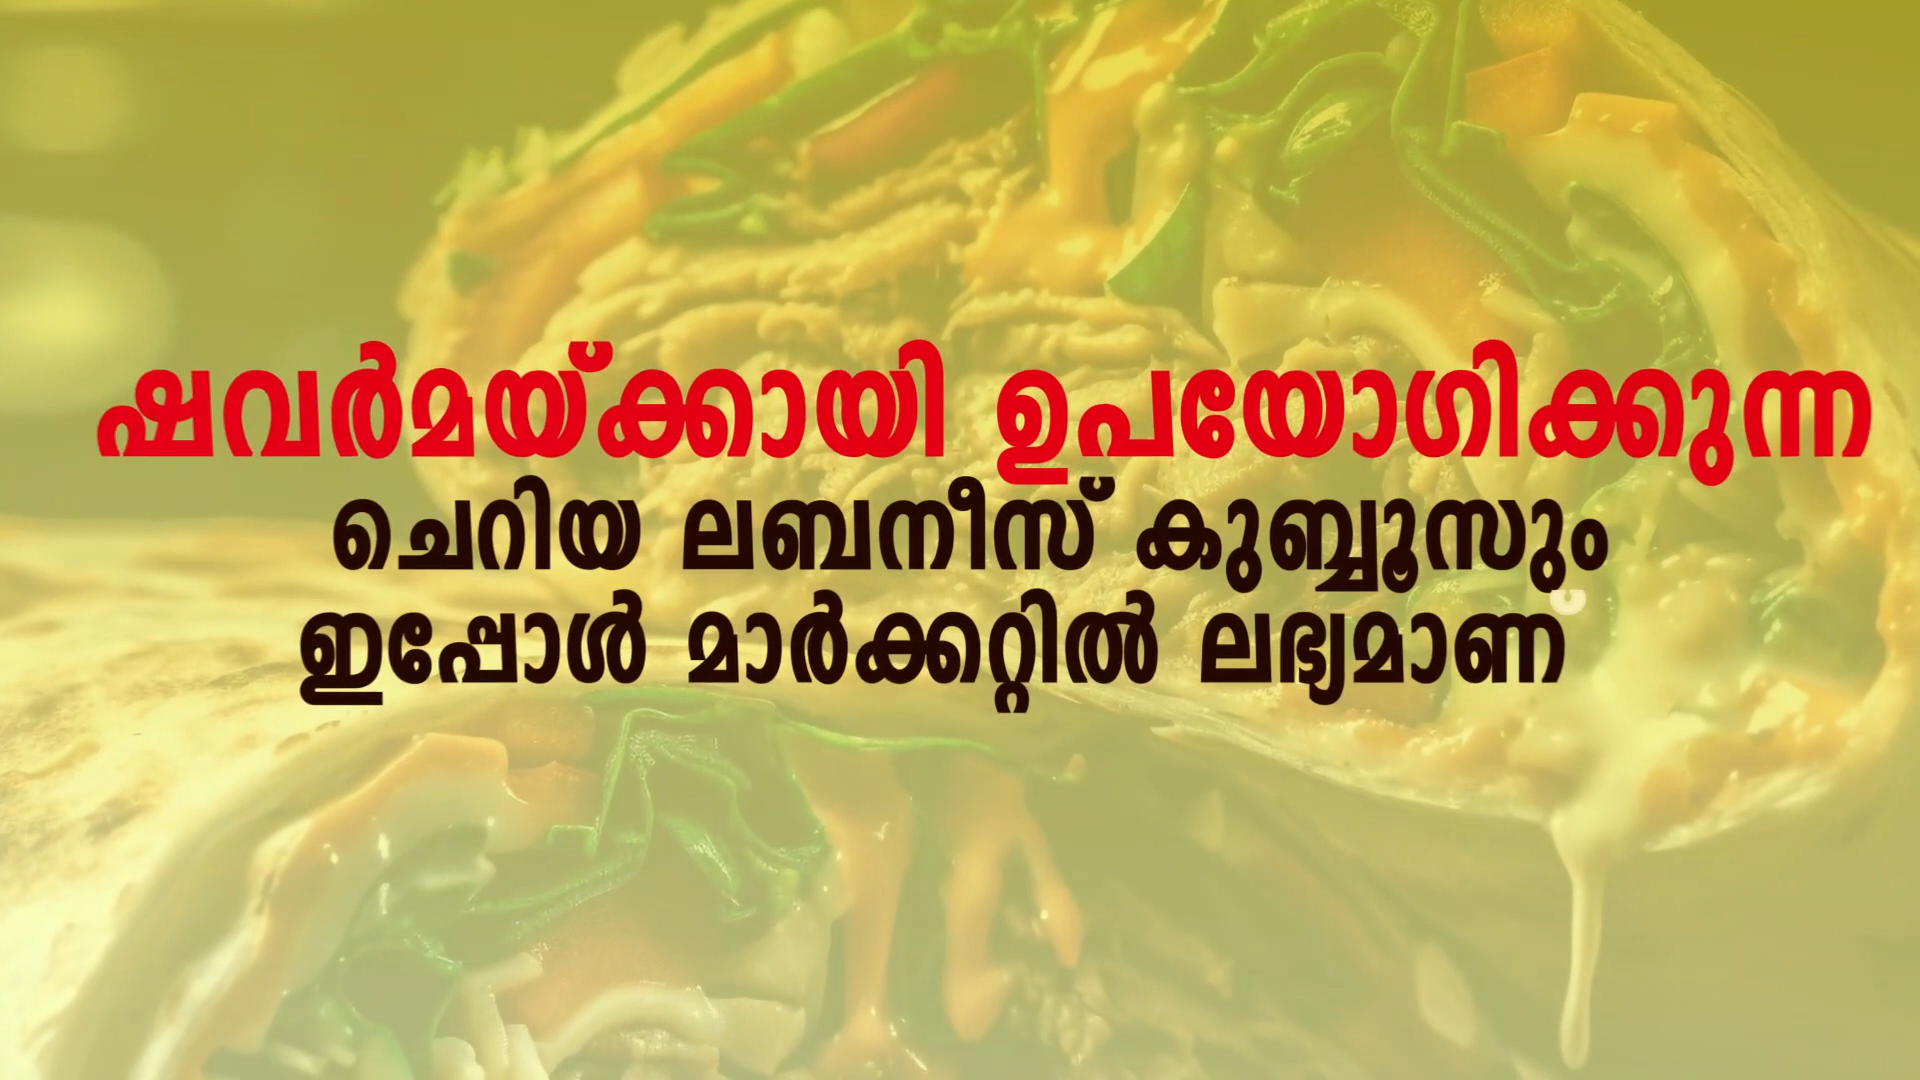 ഷവർമയ്ക്കായി ഉപയോഗിക്കുന്ന
ചെറിയ ലബനീസ് കുബ്ബൂസും
ഇപ്പോൾ മാർക്കറ്റിൽ ലഭ്യമാണ്